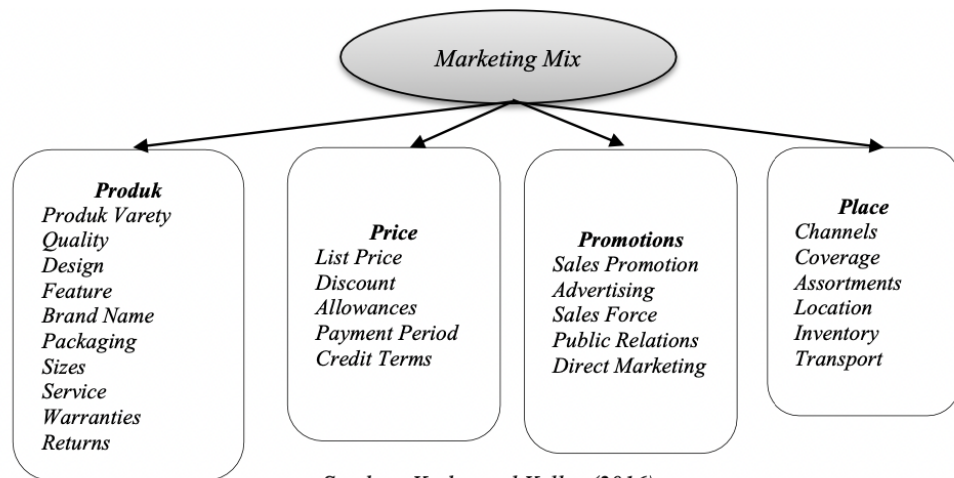 Marketing Mix
Produk
Produk Varety
Quality
Design
Feature
Brand Name
Packaging
Sizes
Service
Warranties
Returns
Price
List Price
Discount
Allowances
Payment Period
Credit Terms
Promotions
Sales Promotion
Advertising
Sales Force
Public Relations
Direct Marketing
Place
Channels
Coverage
Assortments
Location
Inventory
Transport
(2016)